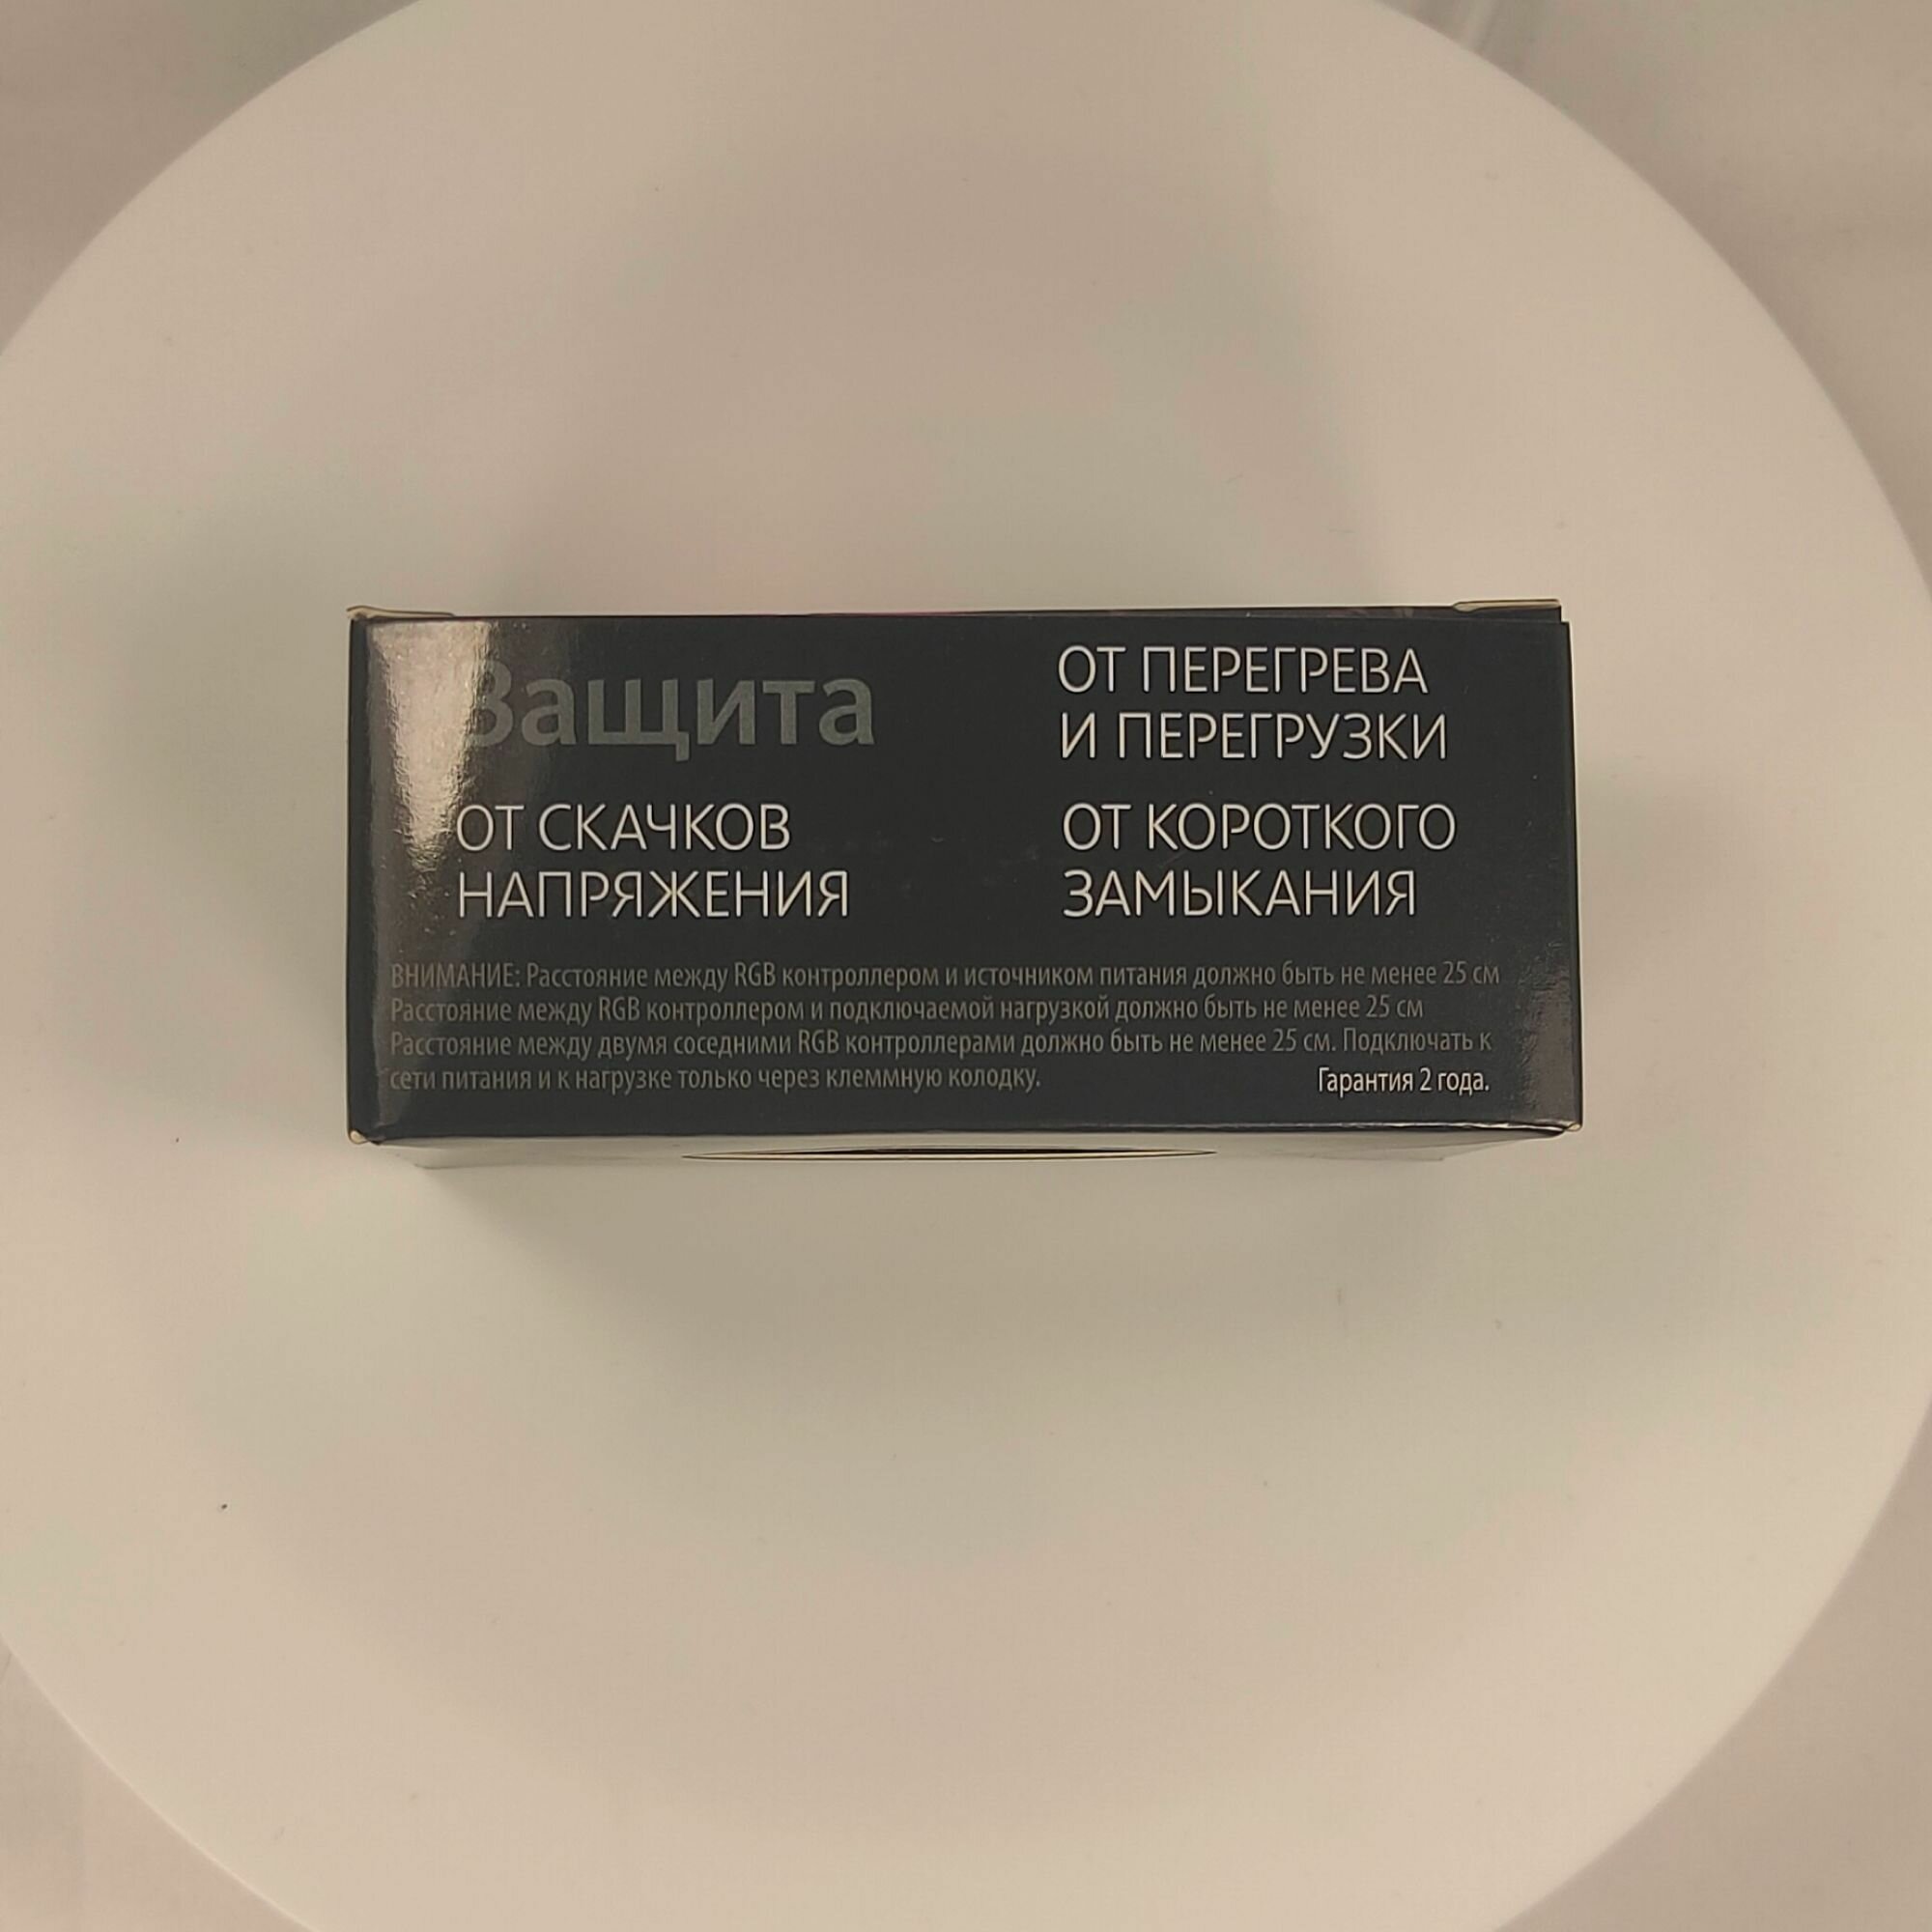 Защита
ОТ СКАЧКОВ
НАПРЯЖЕНИЯ
ОТ ПЕРЕГРЕВА
И ПЕРЕГРУЗКИ
ОТ КОРОТКОГО
ЗАМЫКАНИЯ
ВНИМАНИЕ: Расстояние между RGB контроллером и источником питания должно быть не менее 25 см
Расстояние между RGB контроллером и подключаемой нагрузкой должно быть не менее 25 см
Расстояние между двумя соседними RGB контроллерами должно быть не менее 25 см. Подключать к
сети питания и к нагрузке только через клеммную колодку.
Гарантия 2 года.